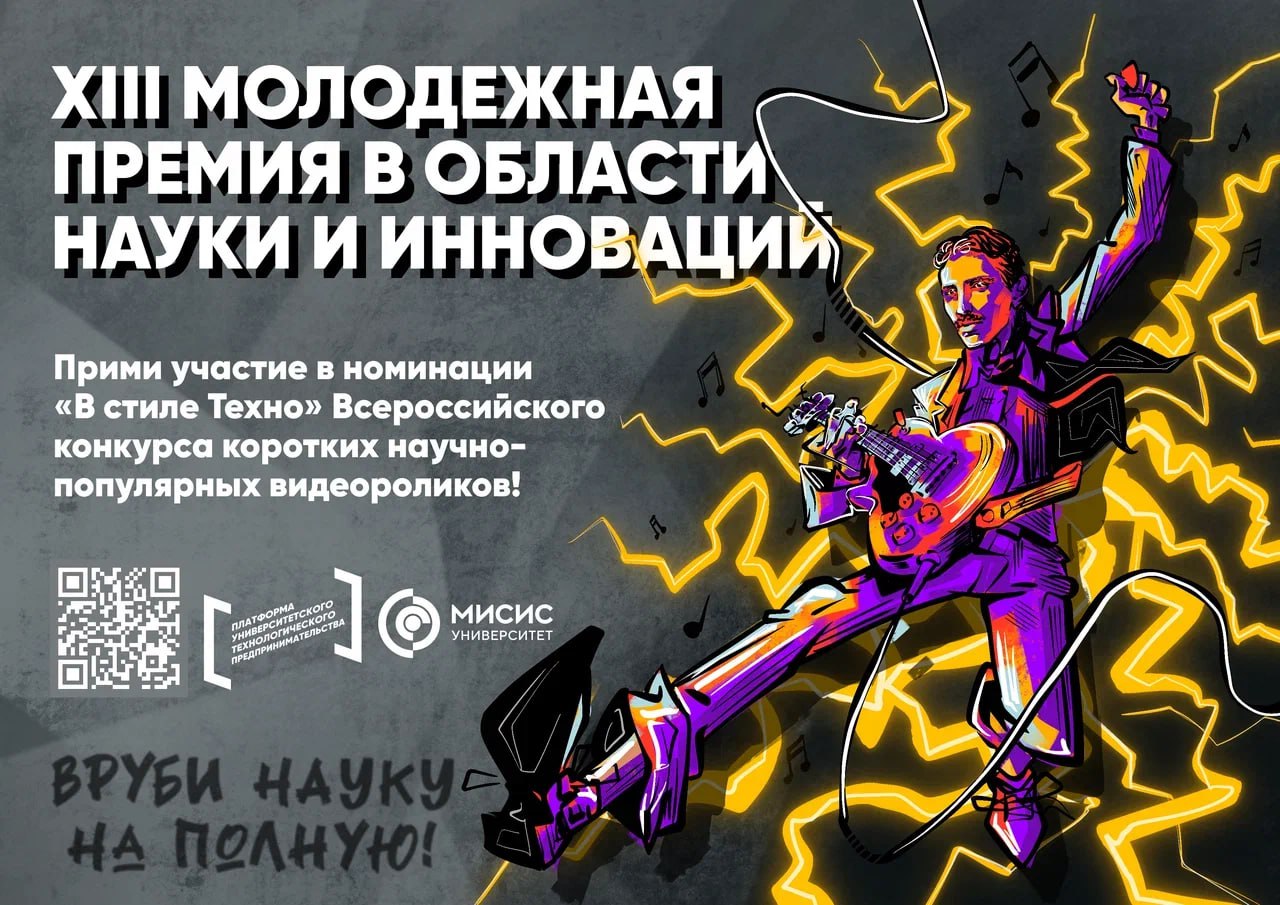 XIII МОЛОДЕЖНАЯ
ПРЕМИЯ В ОБЛАСТИ
НАУКИ И ИННОВАЦИЙ
Прими участие в номинации
«В стиле Техно» Всероссийского
конкурса коротких научно-
популярных видеороликов!
ПЛАТФОРМА
УНИВЕРСИТЕТСКОГО
ТЕХНОЛОГИЧЕСКОГО
ПРЕДПРИНИМАТЕЛЬСТВА
МИСИС
УНИВЕРСИТЕТ
ВРУБИ НАУКУ
НА ПОЛНУЮ!